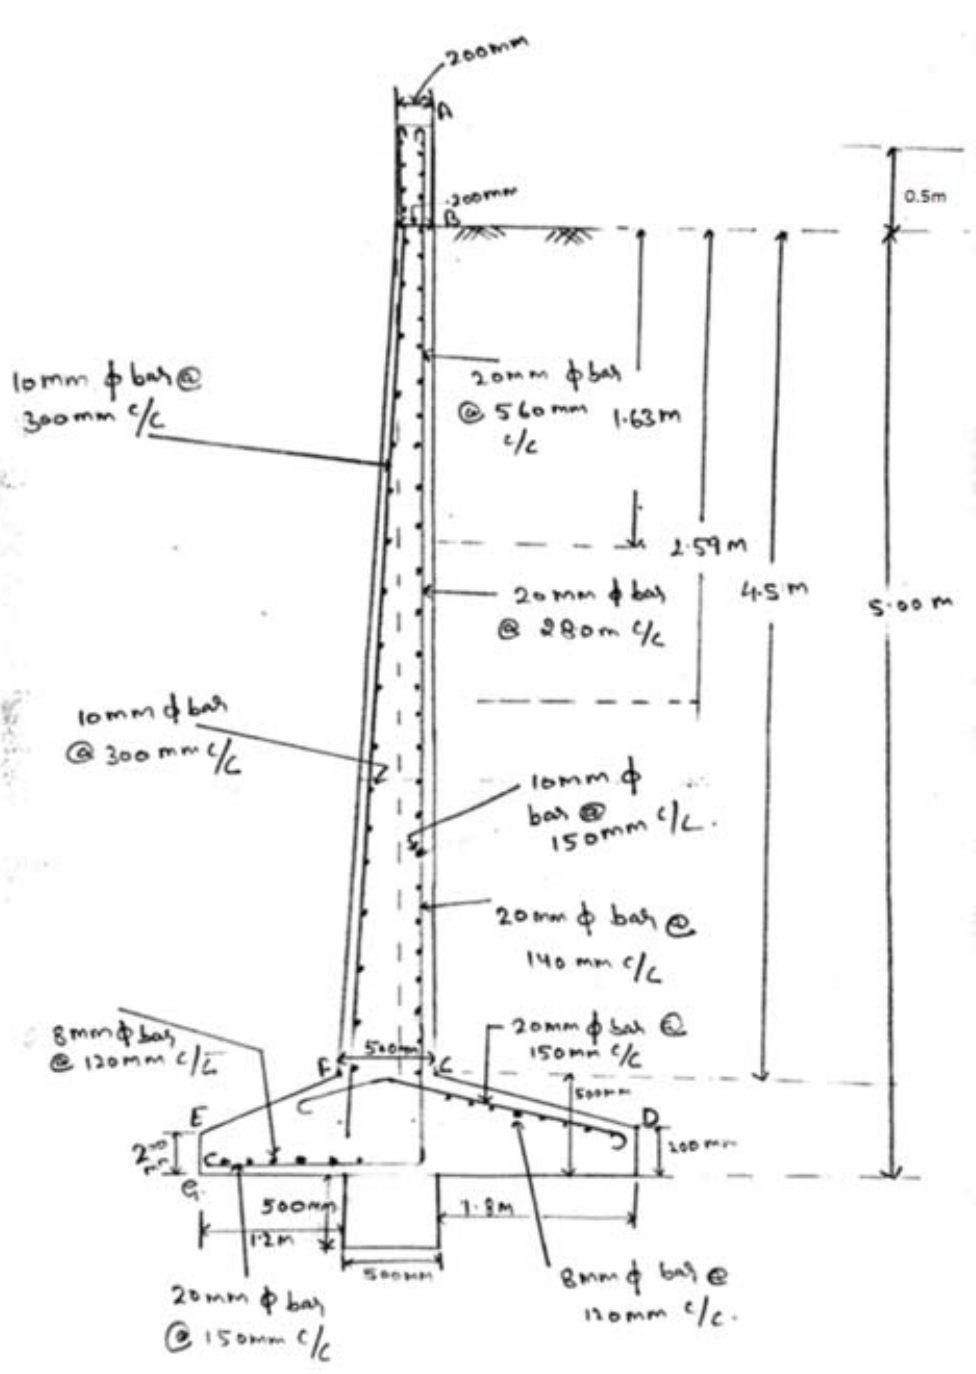 200mm
A
200mm
B
0.5m
10mm ϕ bar @
300mm c/c
20mm ϕ bar
@ 560mm
c/c
1.63m
2.59m
4.5m
5.00m
20mm ϕ bar
@ 280m c/c
10mm ϕ bar
@ 300mm c/c
10mm ϕ
bar @
150mm c/c.
20mm ϕ bar @
140 mm c/c
8mm ϕ bar
@ 120mm c/c
20mm ϕ bar @
150mm c/c
F
500mm
C
500mm
E
D
200 mm
G
500mm
1.2m
1.8m
500mm
20mm ϕ bar
@ 150mm c/c
8mm ϕ bar @
120mm c/c.